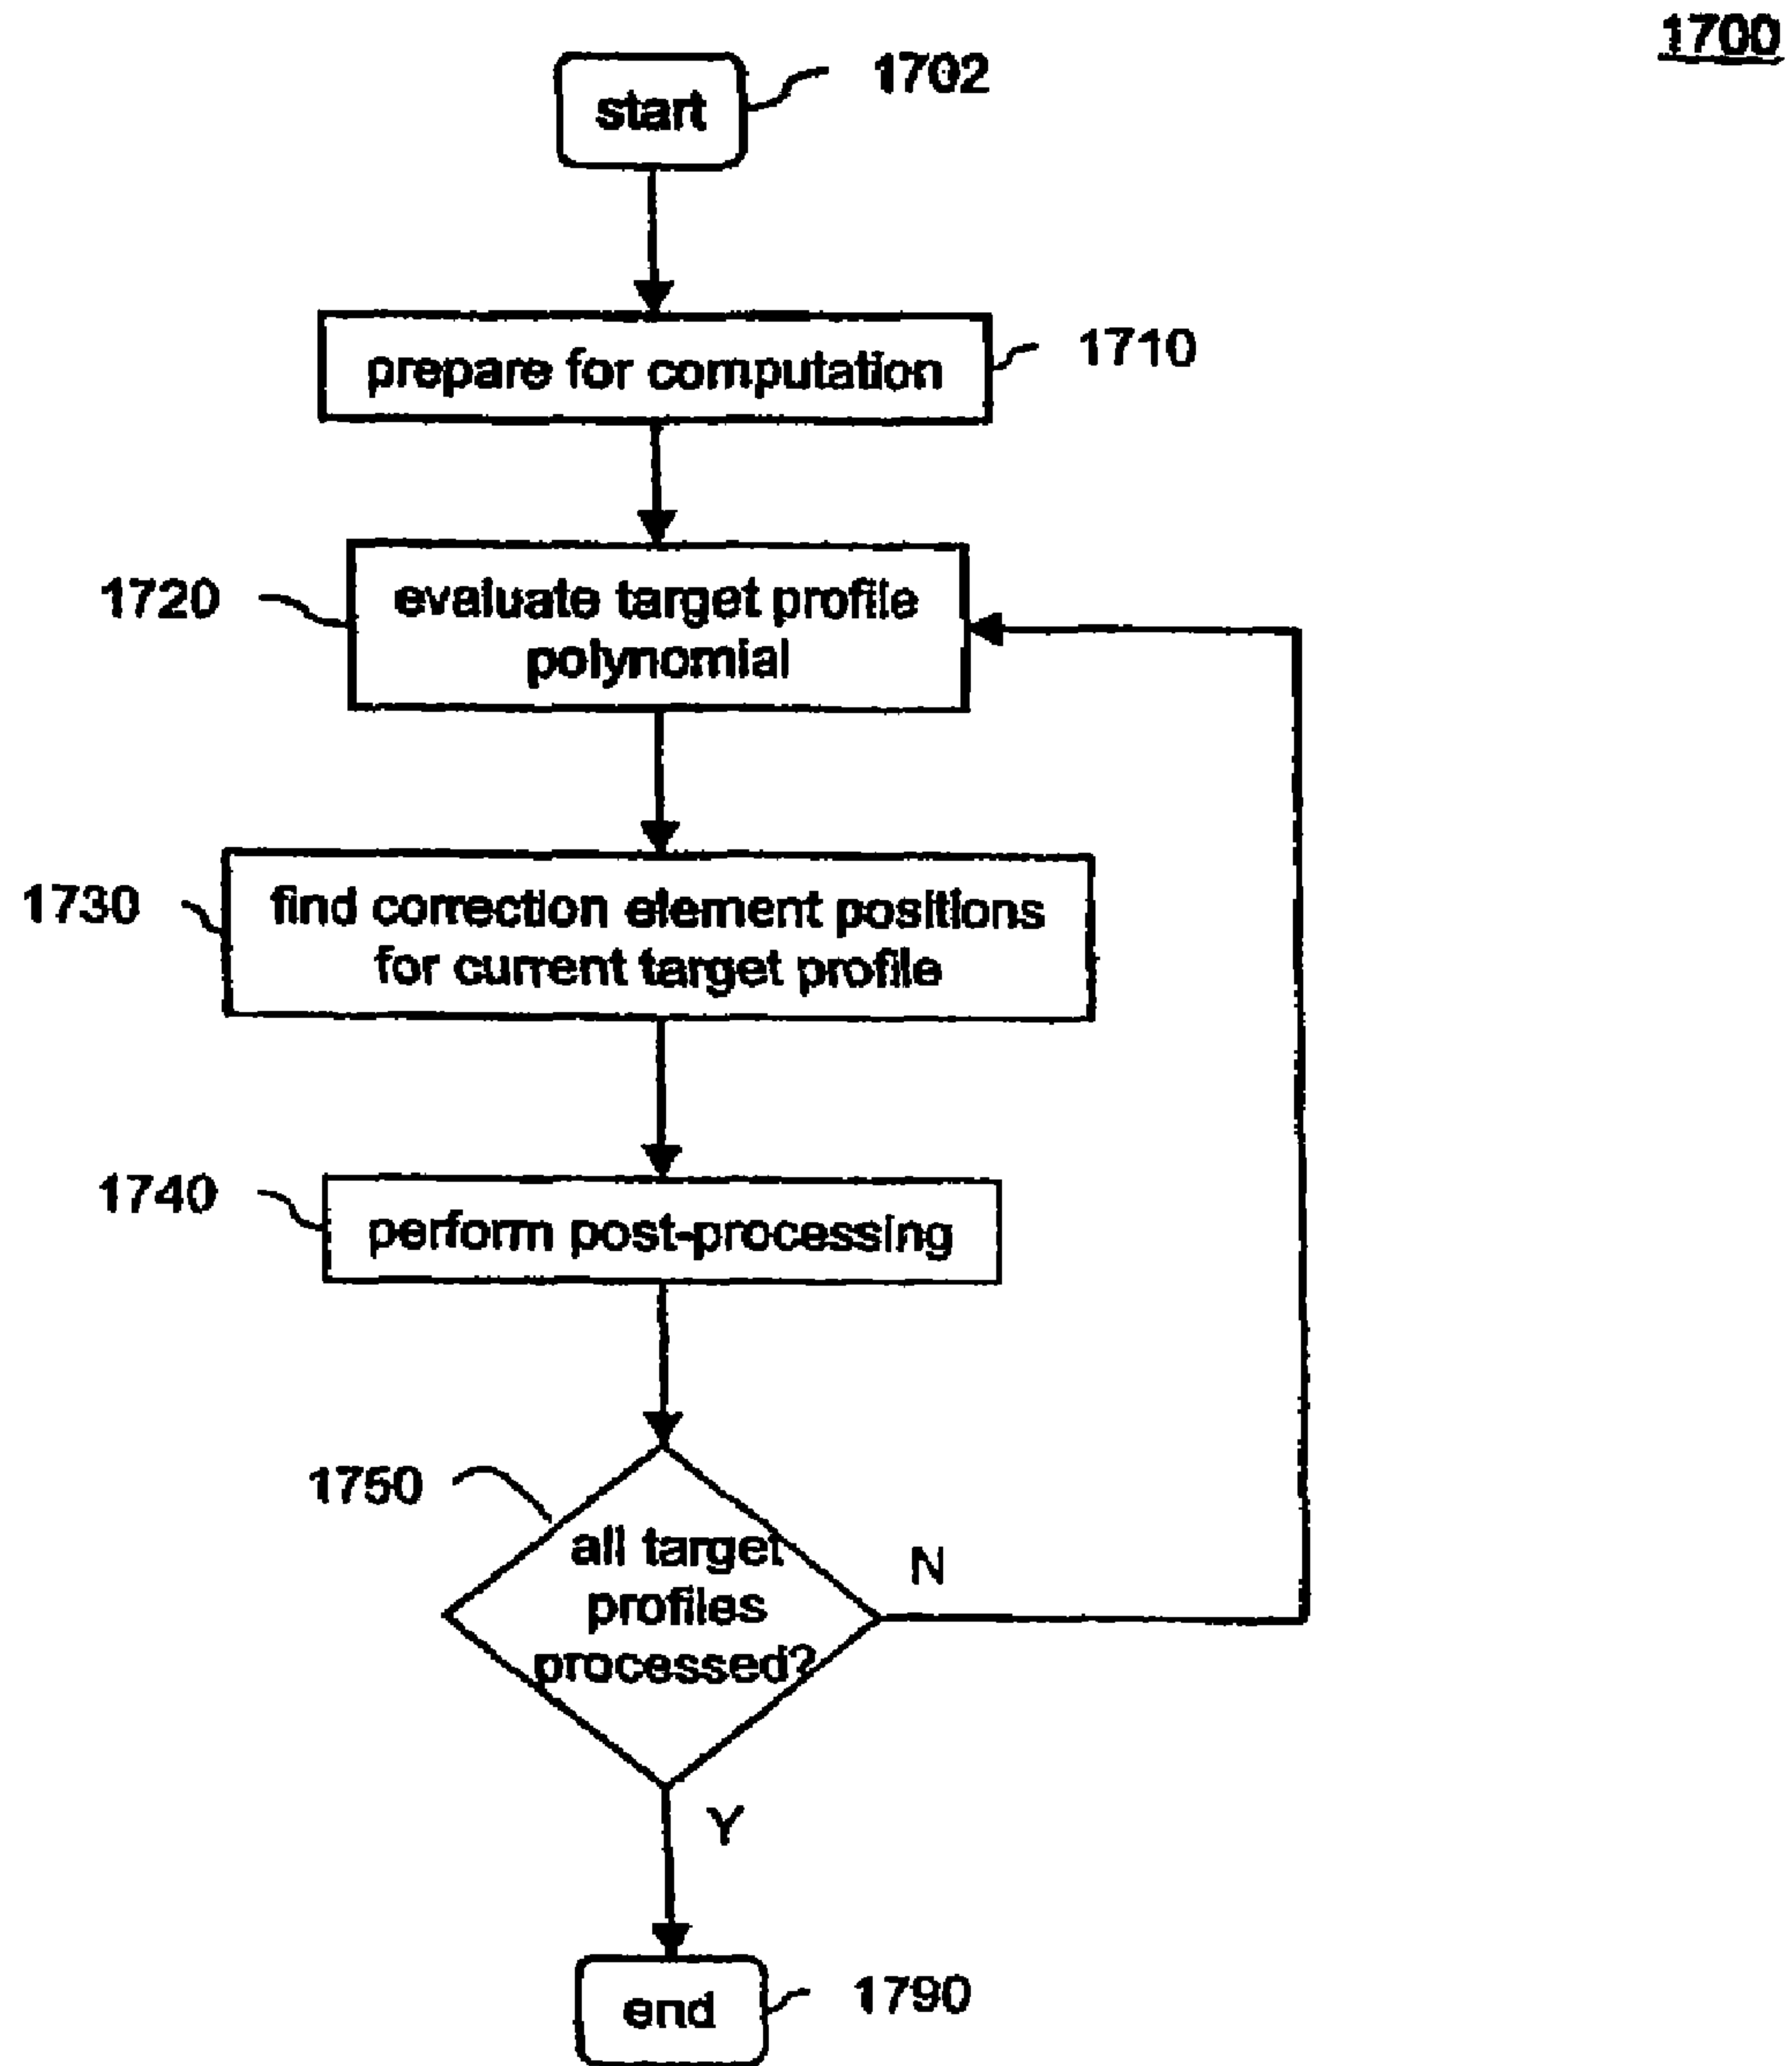 1700
start
1702
prepare for computation
1710
1720
evaluate target profile
polynomial
1730
find correction element positions
for current target profile
1740
perform post-processing
1750
all target
profiles
processed?
N
Y
end
1790